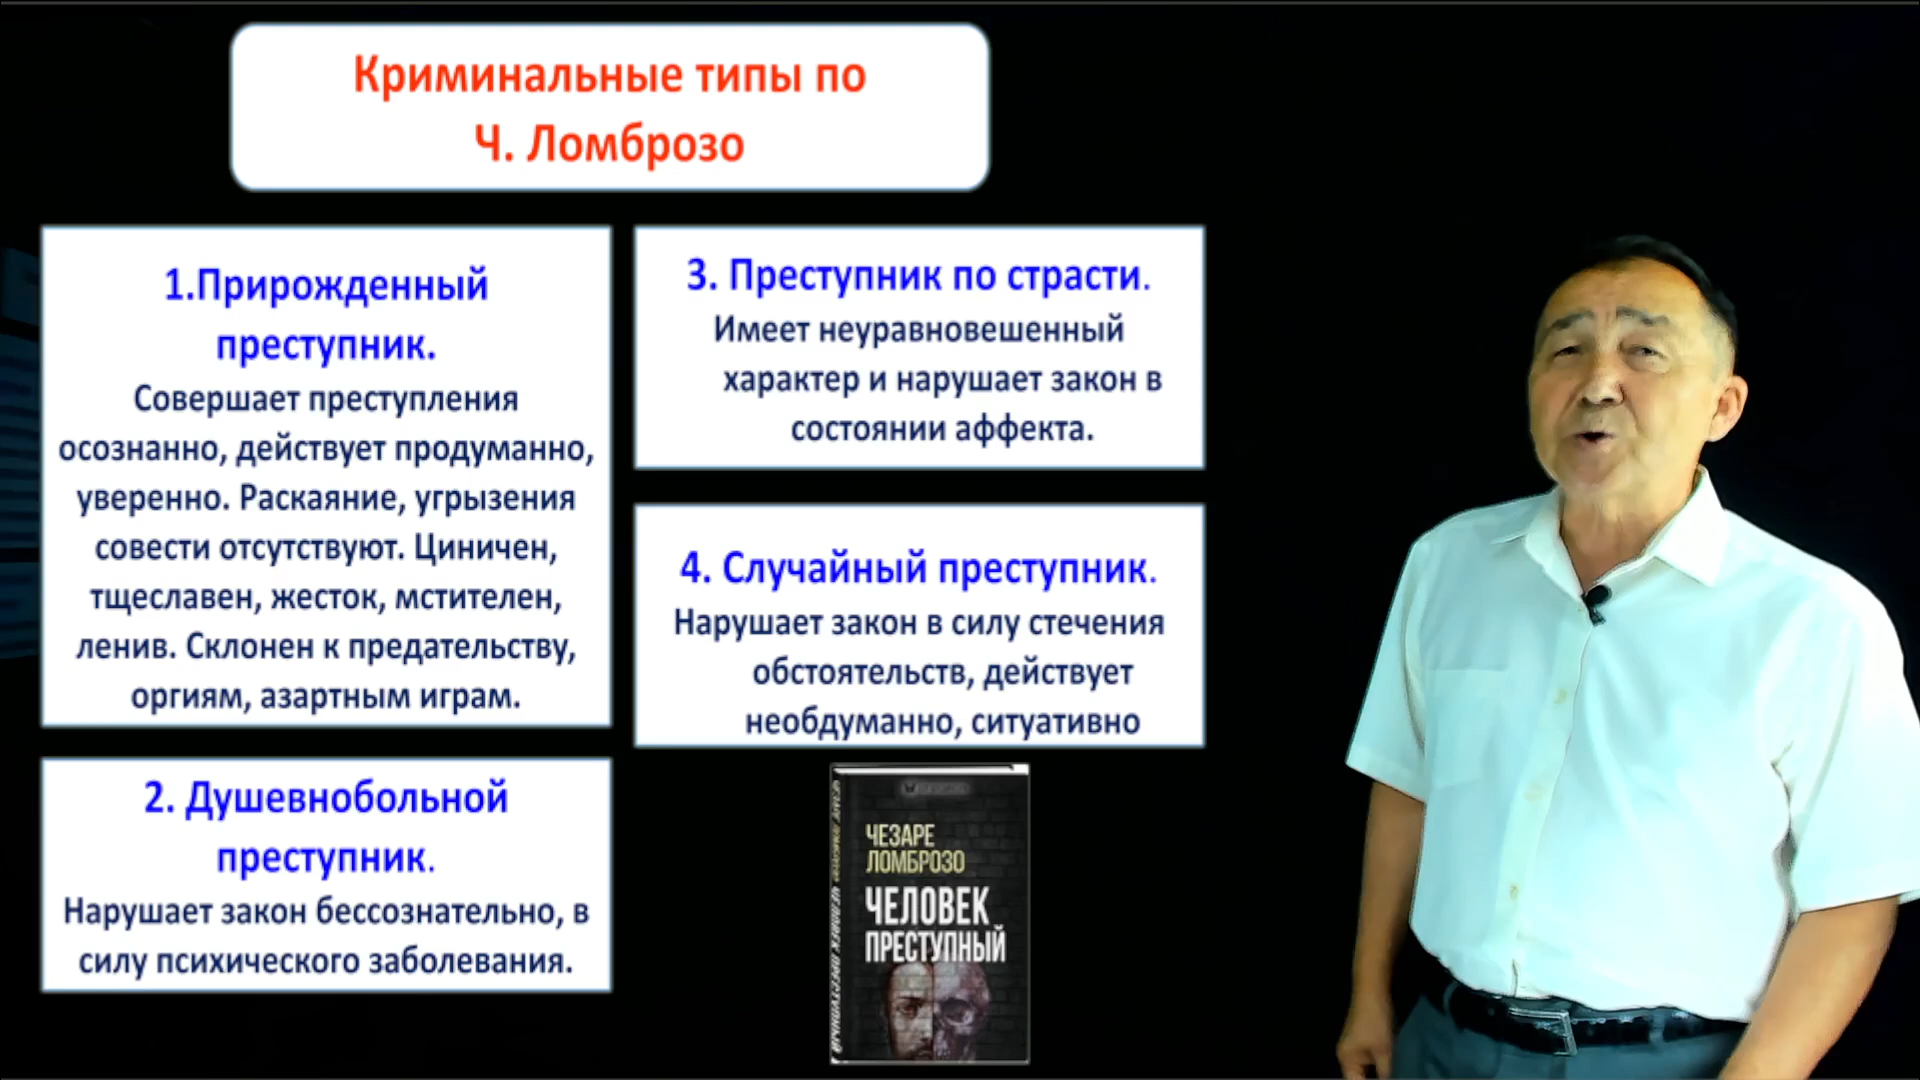 Криминальные типы по
Ч. Ломброзо
1.Прирожденный
преступник.
Совершает преступления
осознанно, действует продуманно,
уверенно. Раскаяние, угрызения
совести отсутствуют. Циничен,
тщеславен, жесток, мстителен,
ленив. Склонен к предательству,
оргиям, азартным играм.
2. Душевнобольной
преступник.
Нарушает закон бессознательно, в
силу психического заболевания.
3. Преступник по страсти.
Имеет неуравновешенный
характер и нарушает закон в
состоянии аффекта.
4. Случайный преступник.
Нарушает закон в силу стечения
обстоятельств, действует
необдуманно, ситуативно
ЧЕЗАРЕ
ЛОМБРОЗО
ЧЕЛОВЕК
ПРЕСТУПНЫЙ